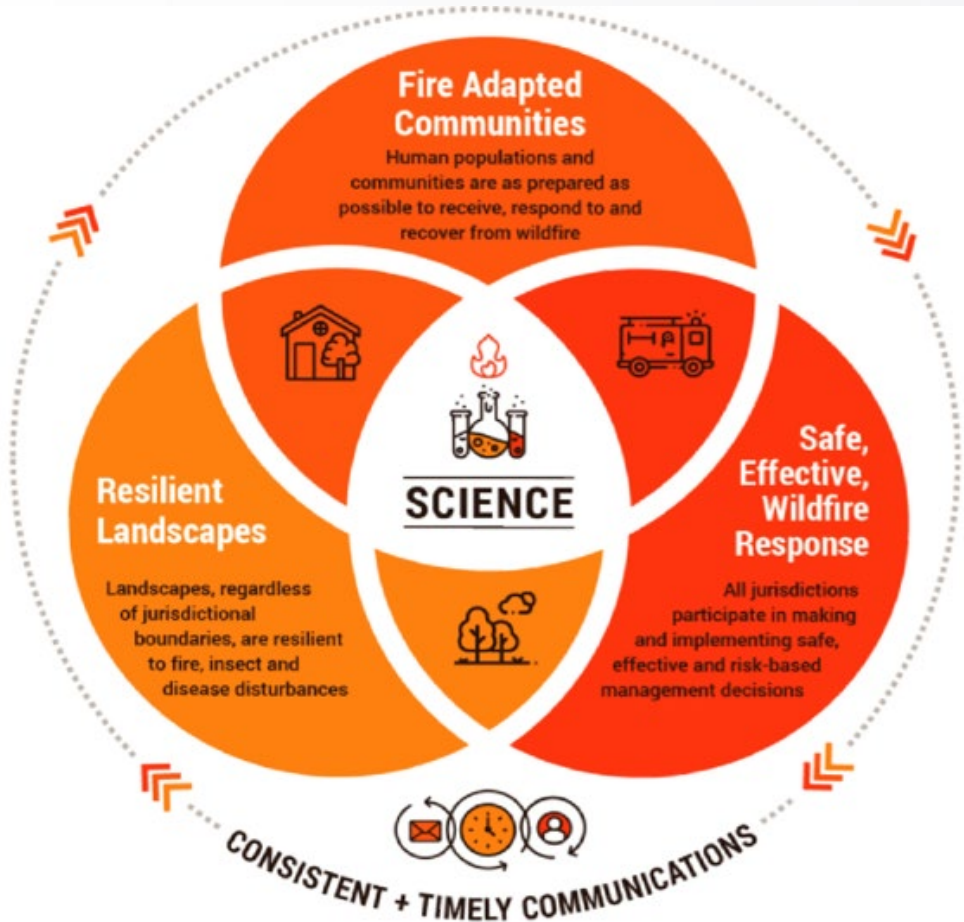 Fire Adapted
Communities
Human populations and
communities are as prepared as
possible to receive, respond to and
recover from wildfire
SCIENCE
Resilient
Landscapes
Landscapes, regardless
of jurisdictional
boundaries, are resilient
to fire, insect and
disease disturbances
Safe,
Effective,
Wildfire
Response
All jurisdictions
participate in making
and implementing safe,
effective and risk-based
management decisions
CONSISTENT + TIMELY COMMUNICATIONS